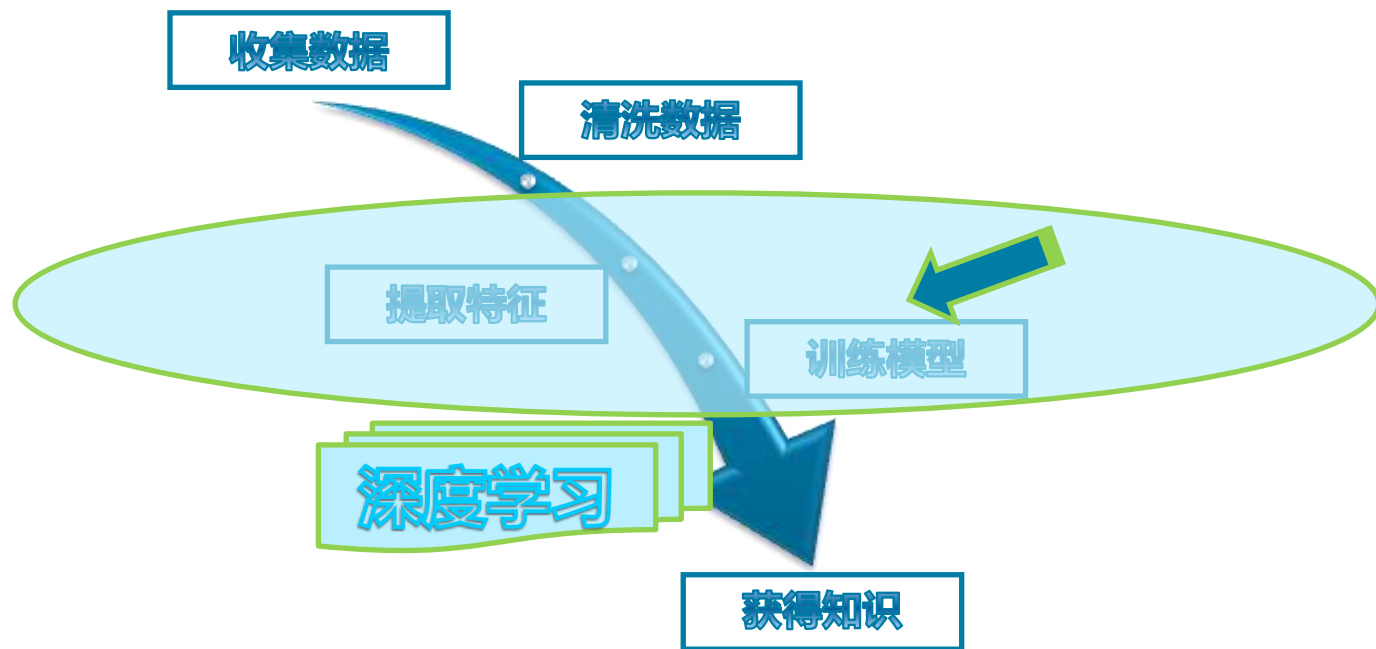 收集数据
清洗数据
提取特征
训练模型
深度学习
获得知识